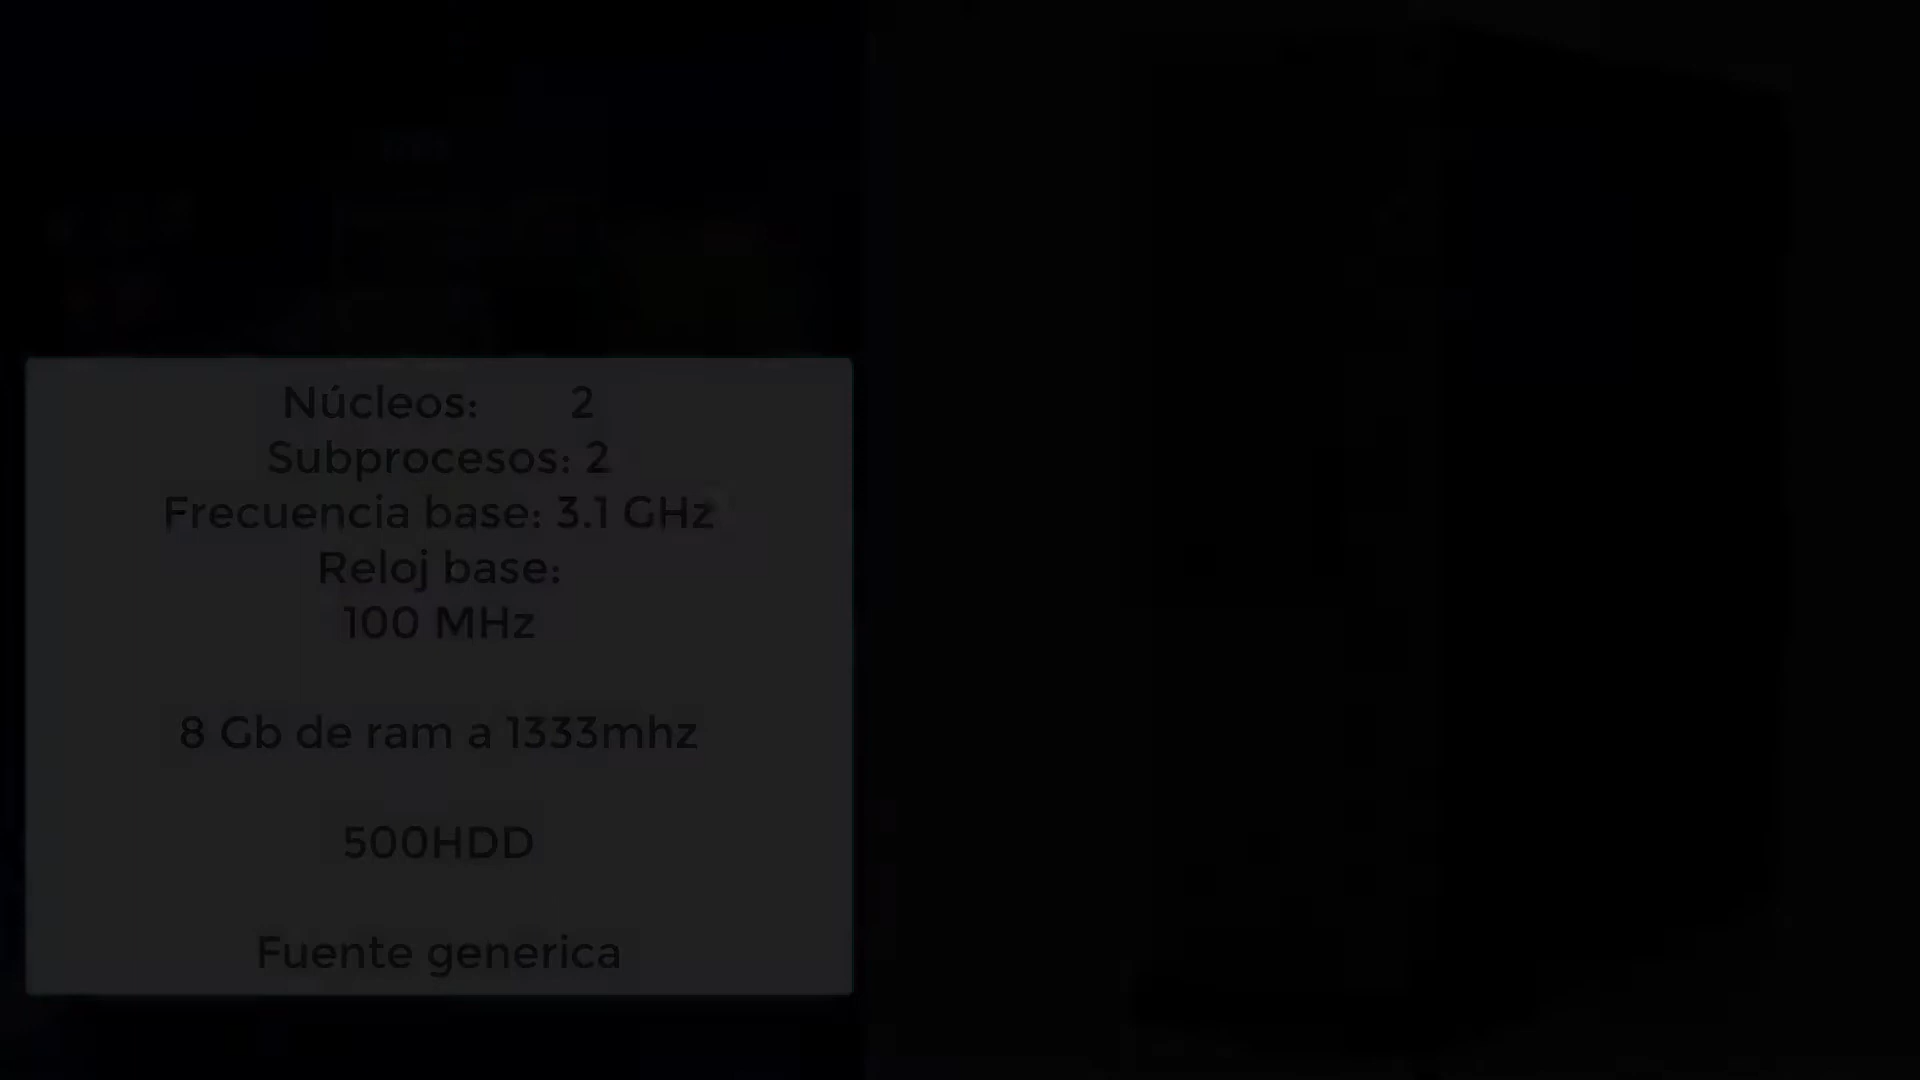 Núcleos: 2
Subprocesos: 2
Frecuencia base: 3.1 GHz
Reloj base:
100 MHz
8 Gb de ram a 1333mhz
500HDD
Fuente generica